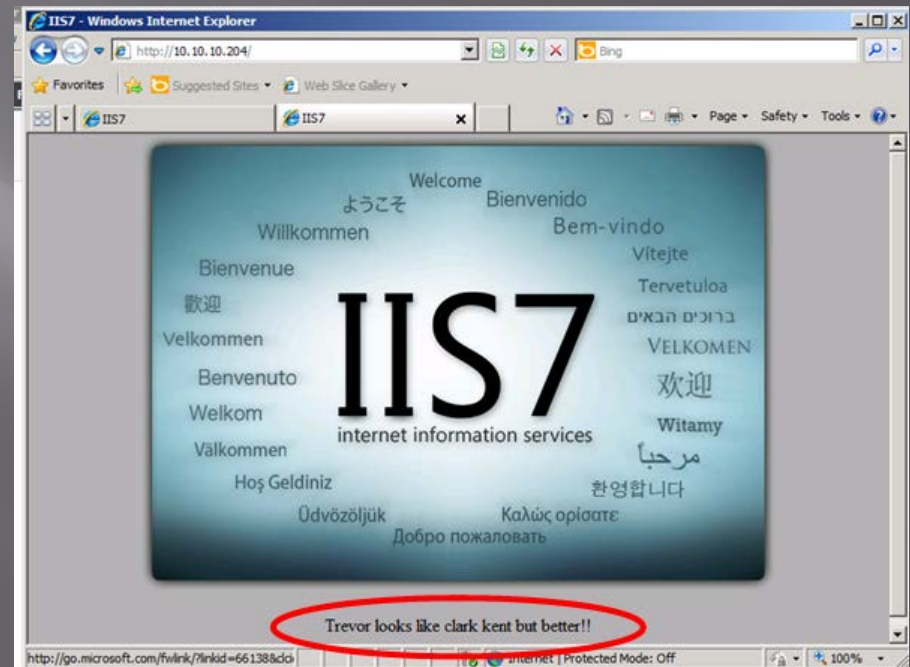 IIS7 - Windows Internet Explorer
http://10.10.10.204/
Bing
Favorites
Suggested Sites
Web Slice Gallery
IIS7
IIS7
Page
Safety
Tools
Welcome
ようこそ
Bienvenido
Willkommen
Bem-vindo
Bienvenue
Vítejte
歡迎
Tervetuloa
ברוכים הבאים
Velkommen
VELKOMEN
Benvenuto
欢迎
Welkom
Witamy
IIS7
internet information services
Välkommen
مرحباً
Hoş Geldiniz
환영합니다
Üdvözöljük
Καλώς ορίσατε
Добро пожаловать
Trevor looks like clark kent but better!!
http://go.microsoft.com/fwlink/?linkid=66138&clci
Internet | Protected Mode: Off
100%